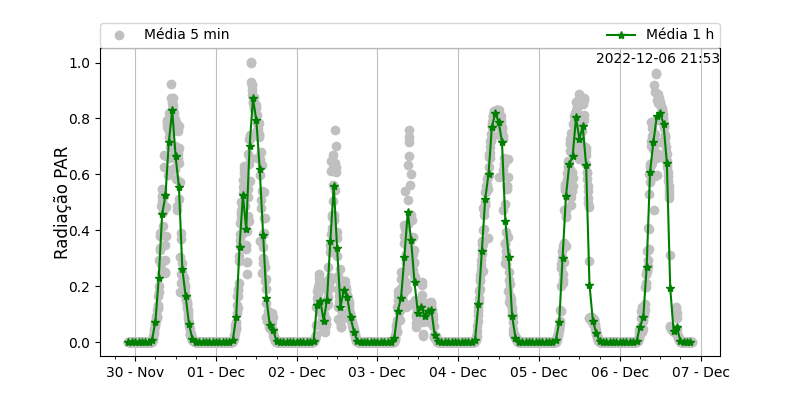 Média 5 min
Média 1 h
2022-12-06 21:53
Radiação PAR
1.0
0.8
0.6
0.4
0.2
0.0
30 - Nov
01 - Dec
02 - Dec
03 - Dec
04 - Dec
05 - Dec
06 - Dec
07 - Dec